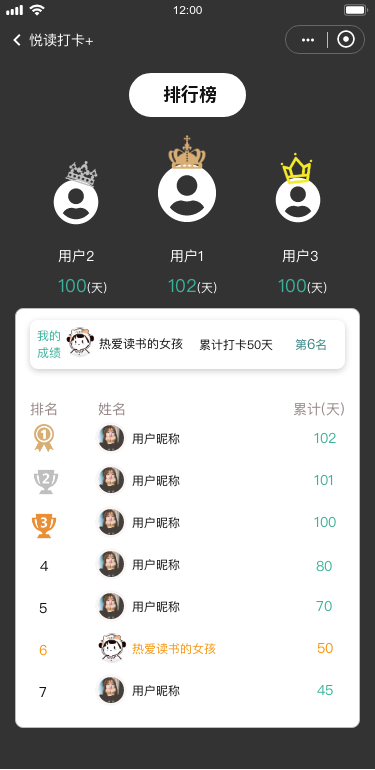 12:00
悦读打卡+
排行榜
用户2 用户1 用户3
100(天) 102(天) 100(天)
我的成绩 热爱读书的女孩 累计打卡50天 第6名
排名 姓名 累计(天)
1 用户昵称 102
2 用户昵称 101
3 用户昵称 100
4 用户昵称 80
5 用户昵称 70
6 热爱读书的女孩 50
7 用户昵称 45